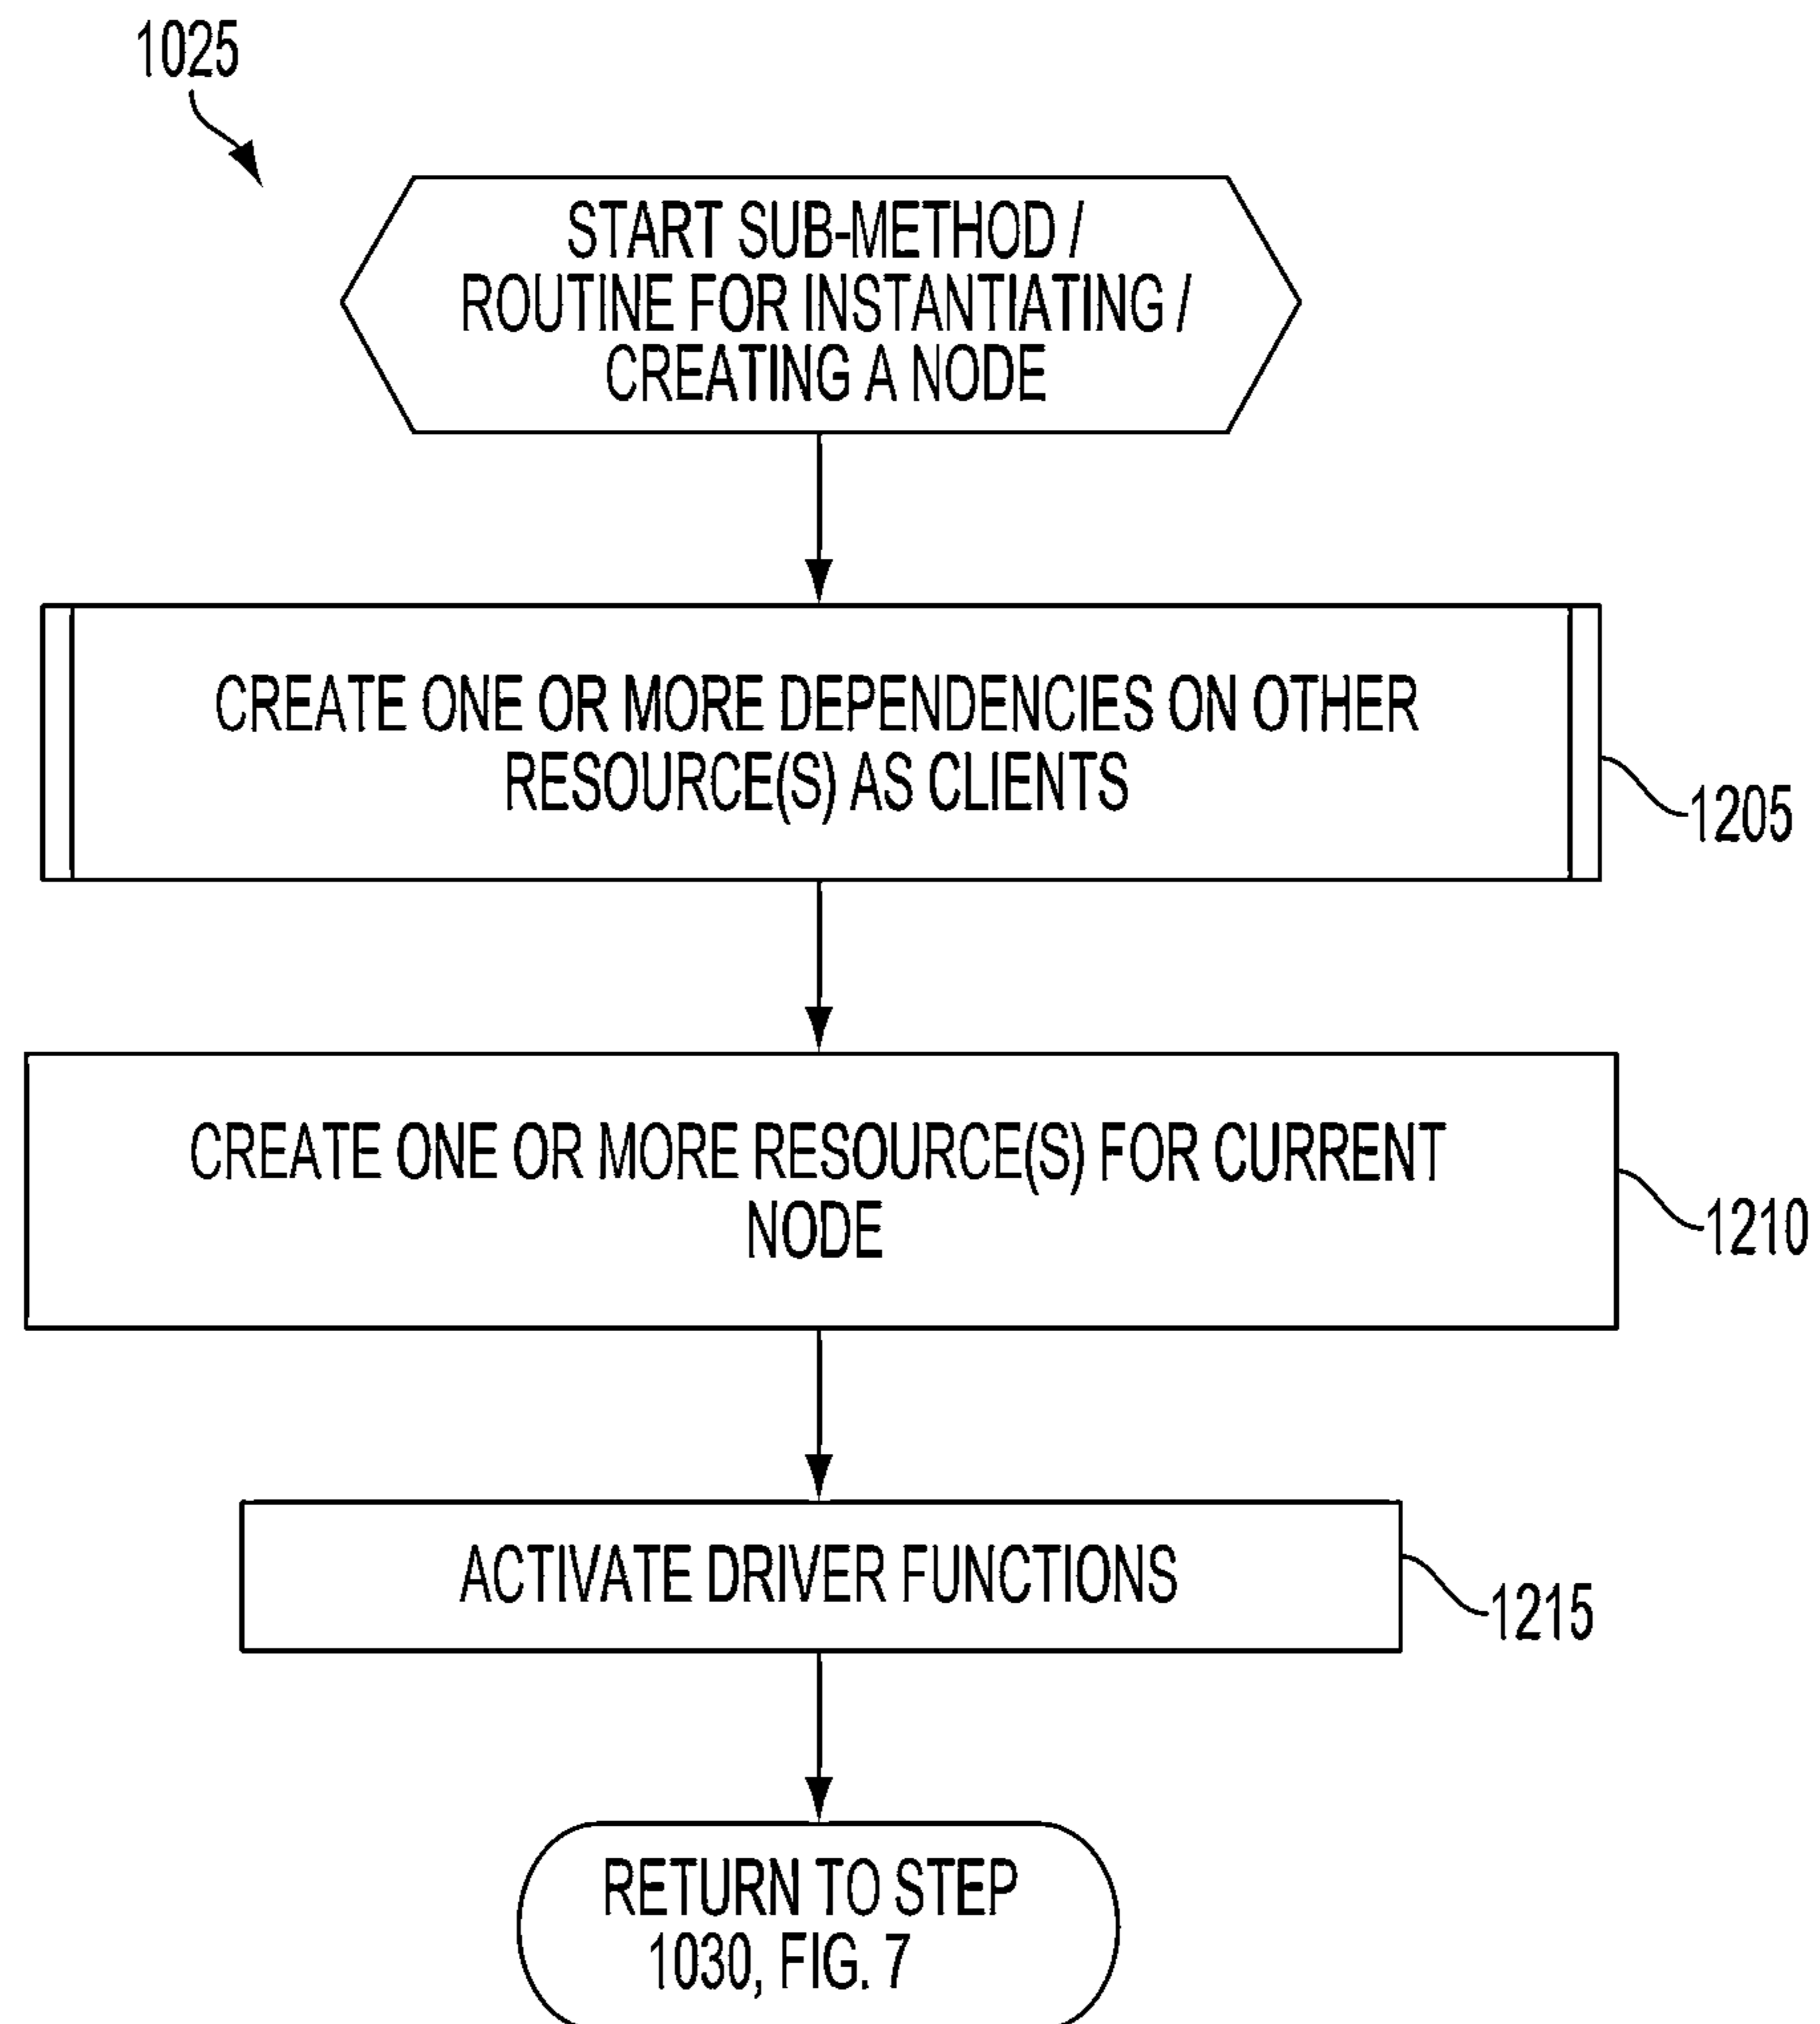 1025
START SUB-METHOD /
ROUTINE FOR INSTANTIATING /
CREATING A NODE
CREATE ONE OR MORE DEPENDENCIES ON OTHER
RESOURCE(S) AS CLIENTS
1205
CREATE ONE OR MORE RESOURCE(S) FOR CURRENT
NODE
1210
ACTIVATE DRIVER FUNCTIONS
1215
RETURN TO STEP
1030, FIG. 7